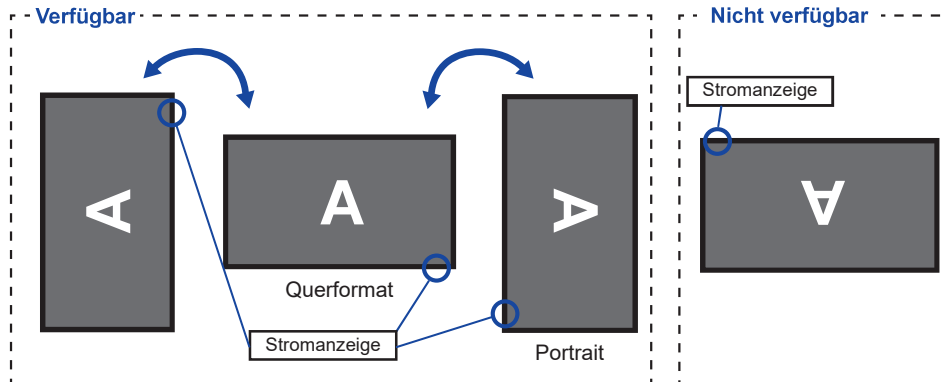 Verfügbar
Nicht verfügbar
Stromanzeige
A
A
A
A
Querformat
Stromanzeige
Portrait